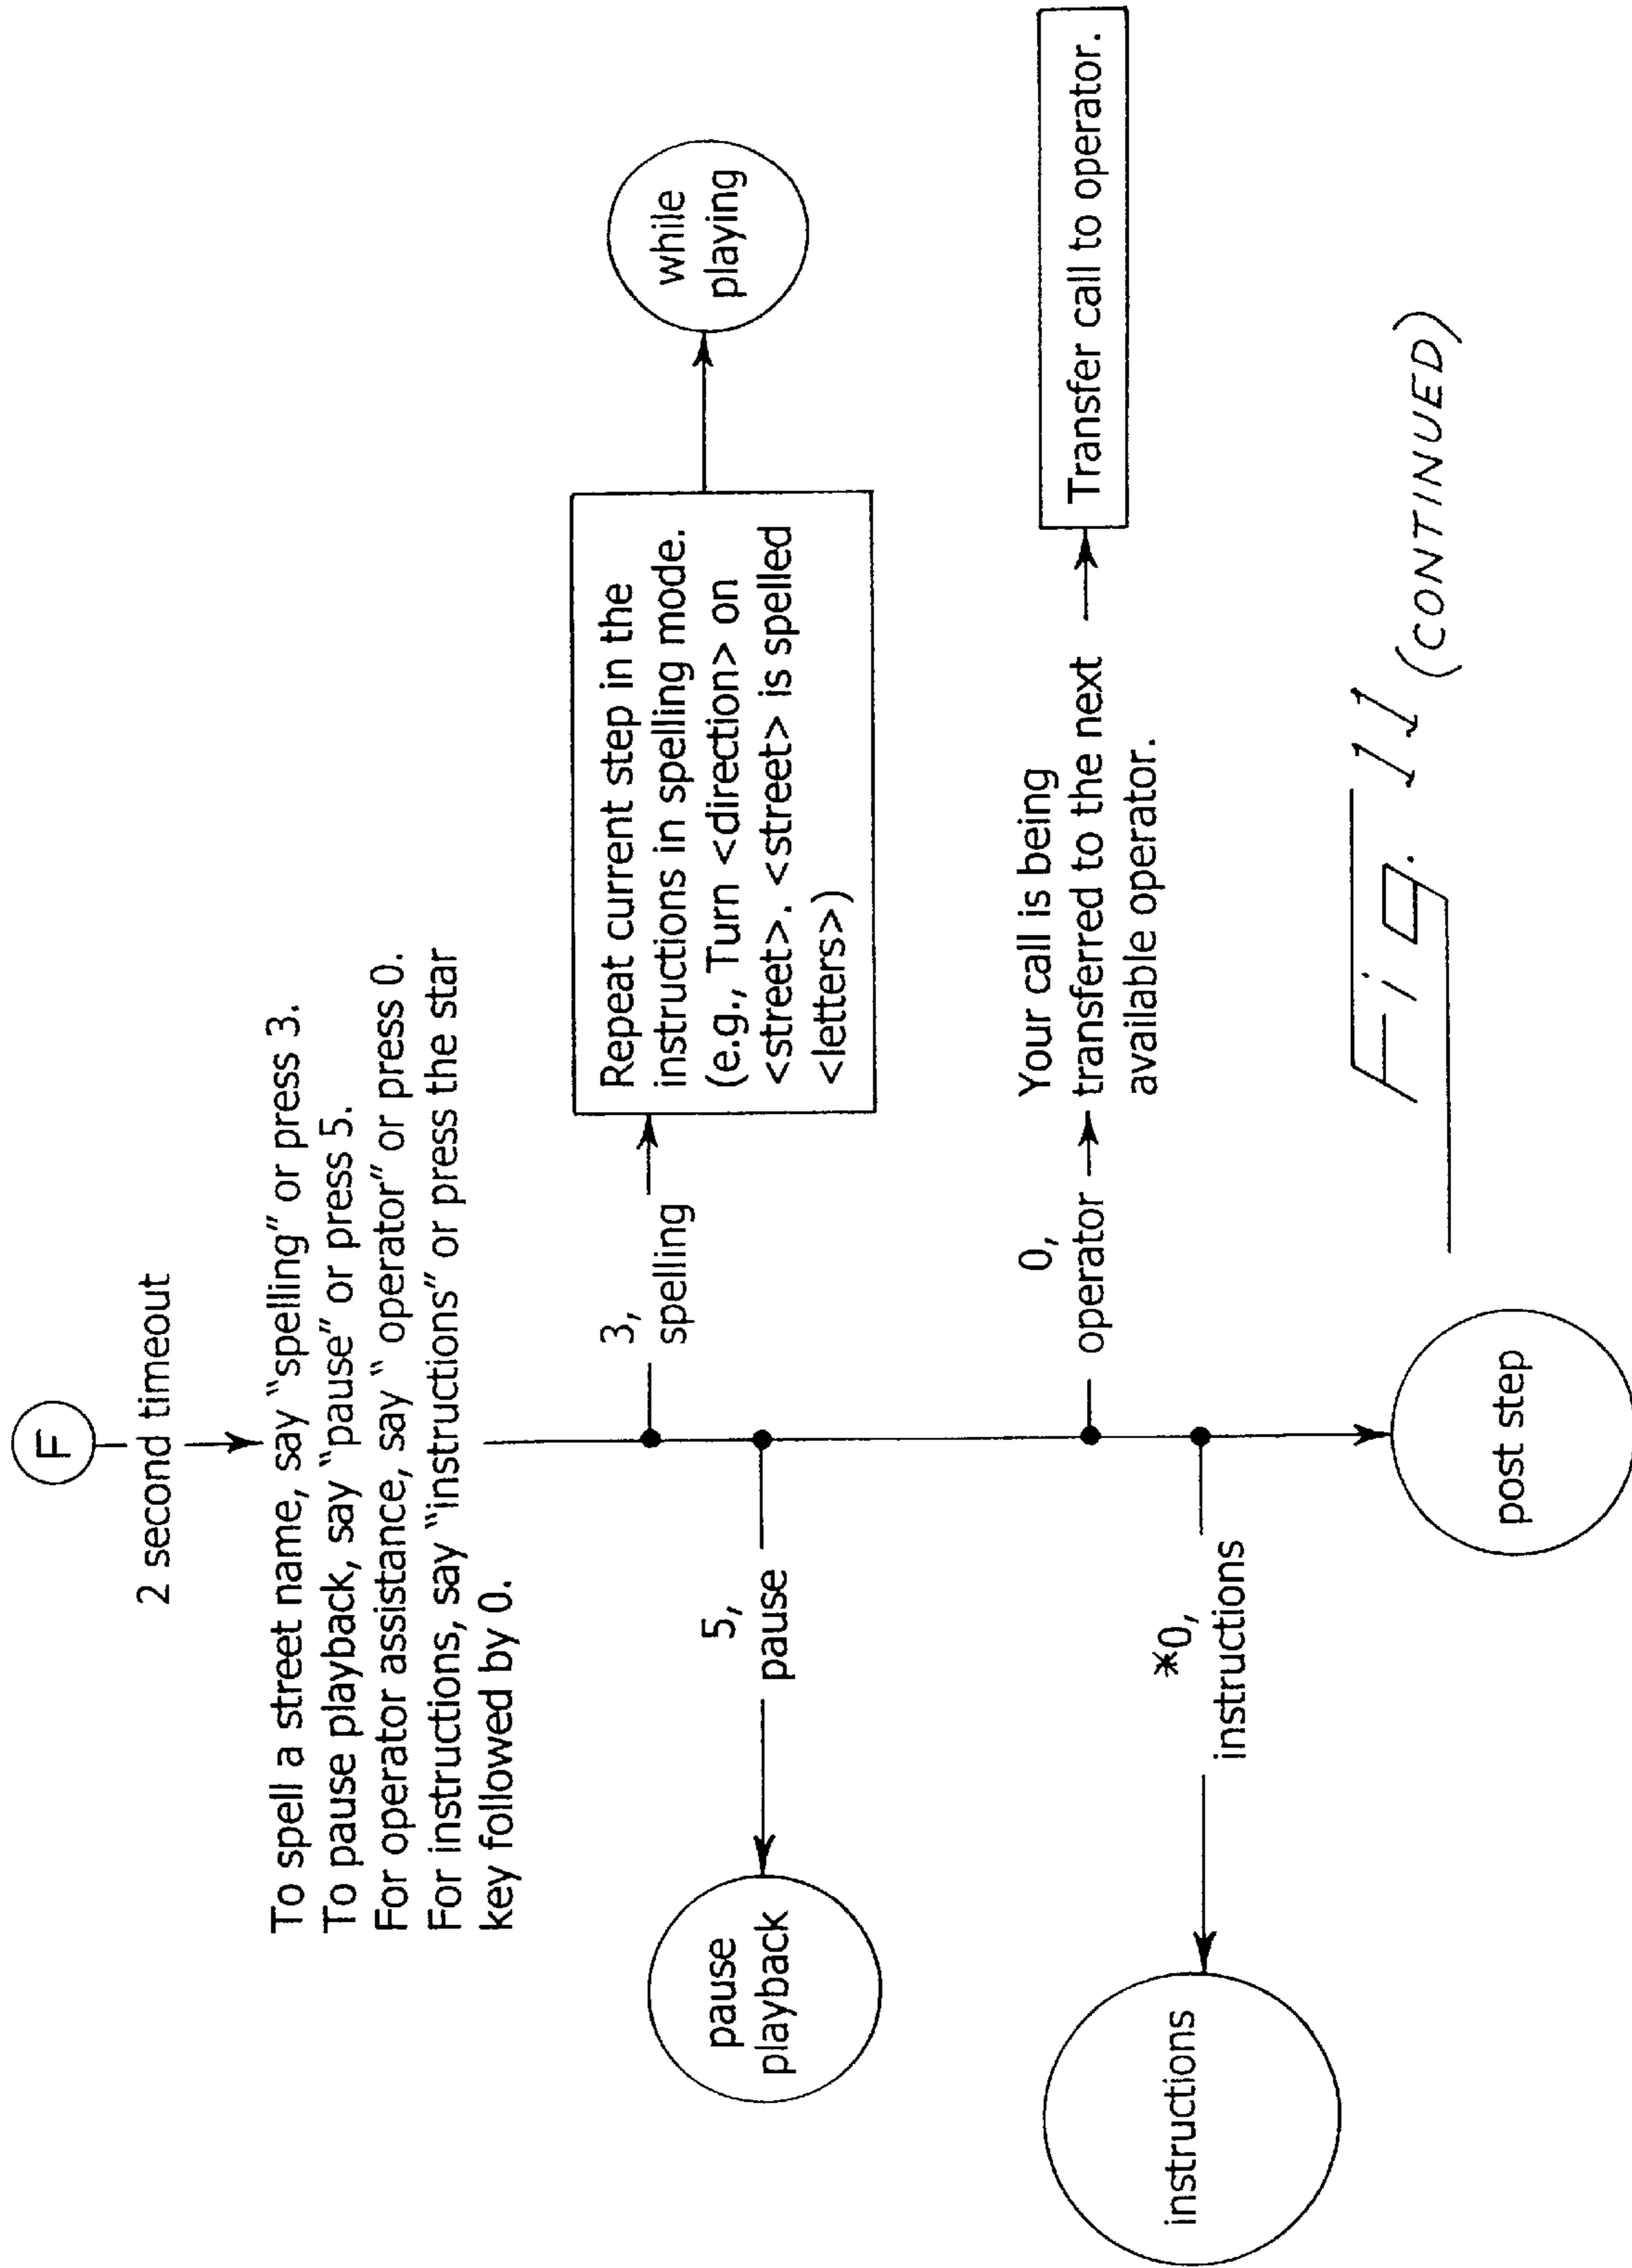 F
2 second timeout
To spell a street name, say "spelling" or press 3.
To pause playback, say "pause" or press 5.
For operator assistance, say " operator" or press 0.
For instructions, say "instructions" or press the star
key followed by 0.
3,
spelling
Repeat current step in the
instructions in spelling mode.
(e.g., Turn <direction> on
<street>. <street> is spelled
<letters>)
while
playing
5,
pause
pause
playback
0,
operator
Your call is being
transferred to the next
available operator.
Transfer call to operator.
*0,
instructions
instructions
post step
Fig. 11 (CONTINUED)